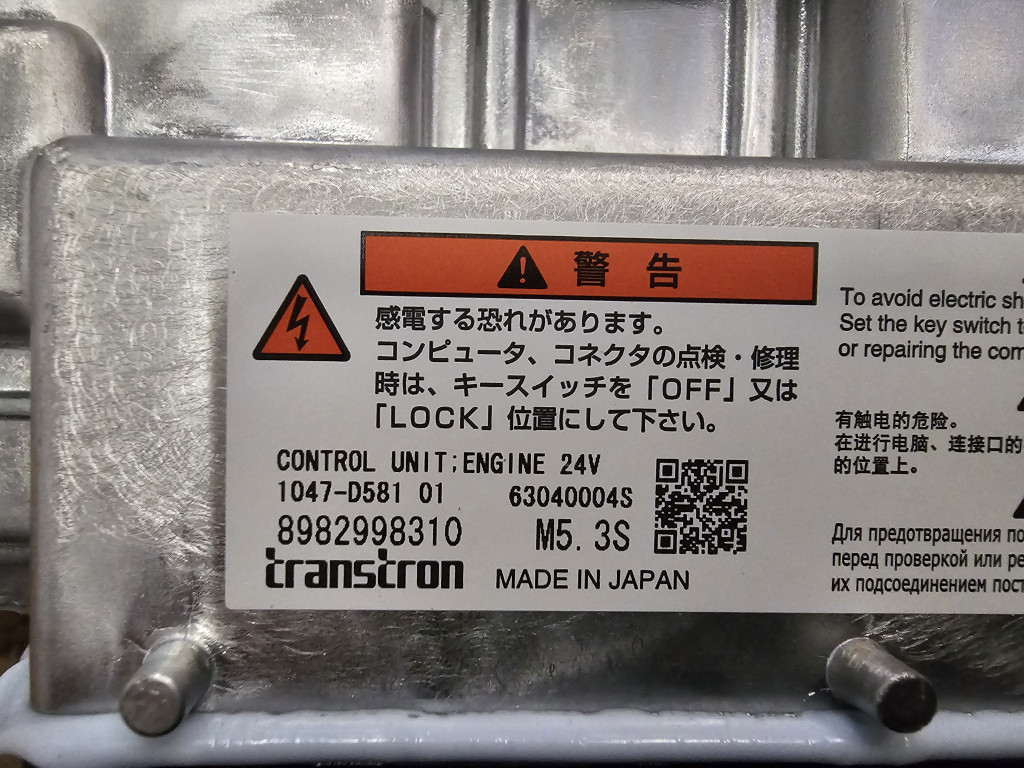 警 告
感電する恐れがあります。
コンピュータ、コネクタの点検・修理
時は、キースイッチを「OFF」又は
「LOCK」位置にして下さい。
CONTROL UNIT;ENGINE 24V
1047-D581 01 63040004S
8982998310 M5.3S
transtron MADE IN JAPAN
To avoid electric
Set the key switch
or repairing the
有触电的危险。
在进行电脑、连接口的
的位置上。
Для предотвращения
перед проверкой или
их подсоединением